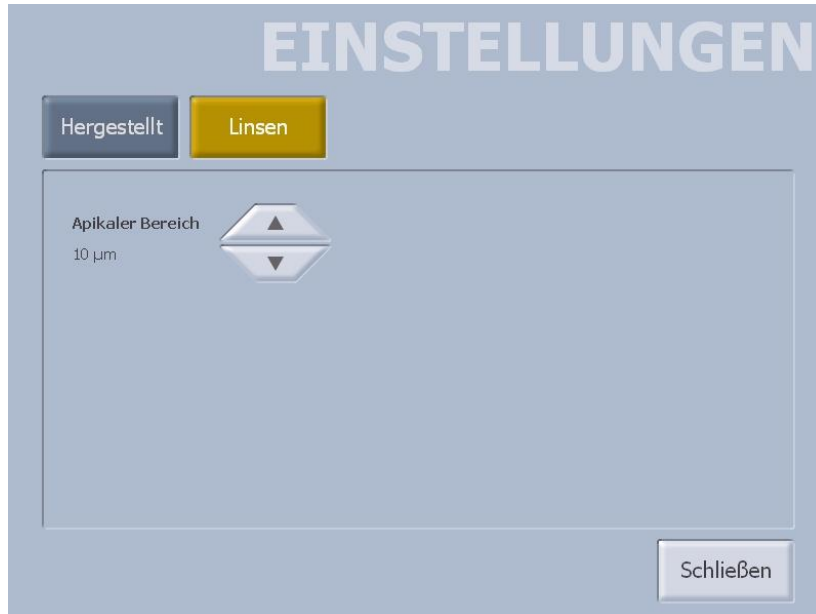 EINSTELLUNGEN
Hergestellt
Linsen
Apikaler Bereich
10 µm
Schließen